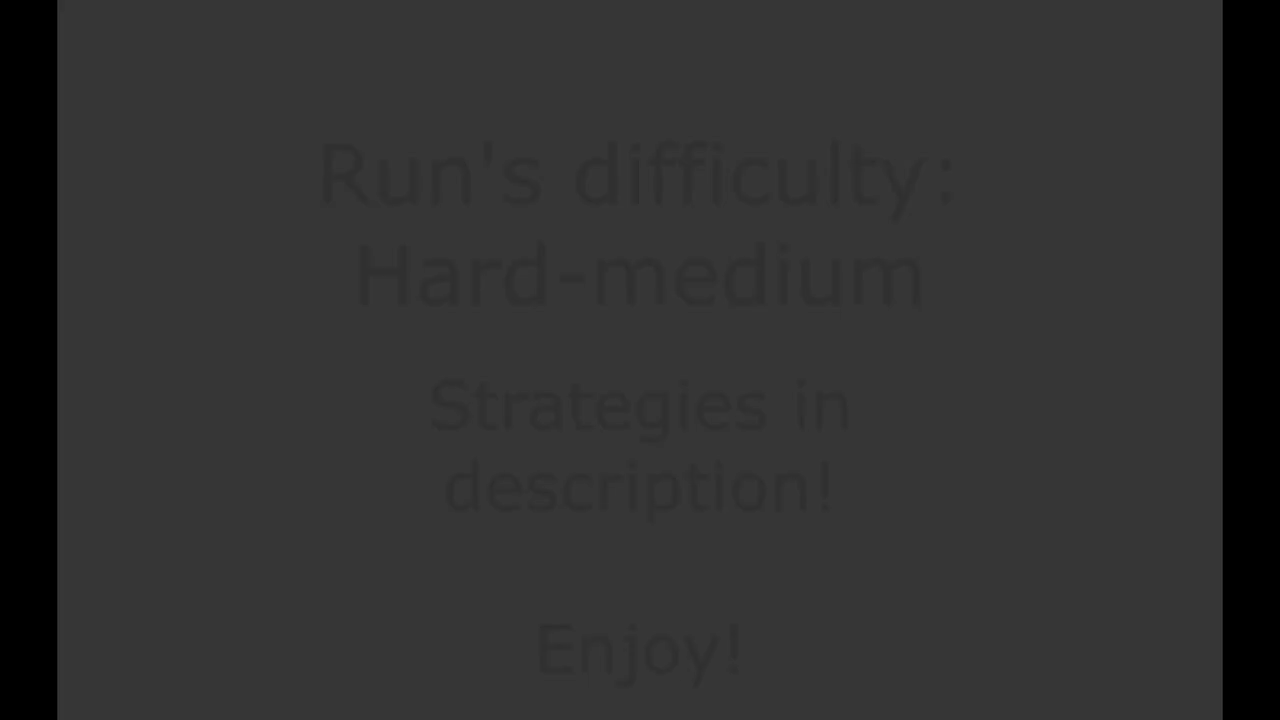 Run's difficulty:
Hard-medium
Strategies in
description!
Enjoy!